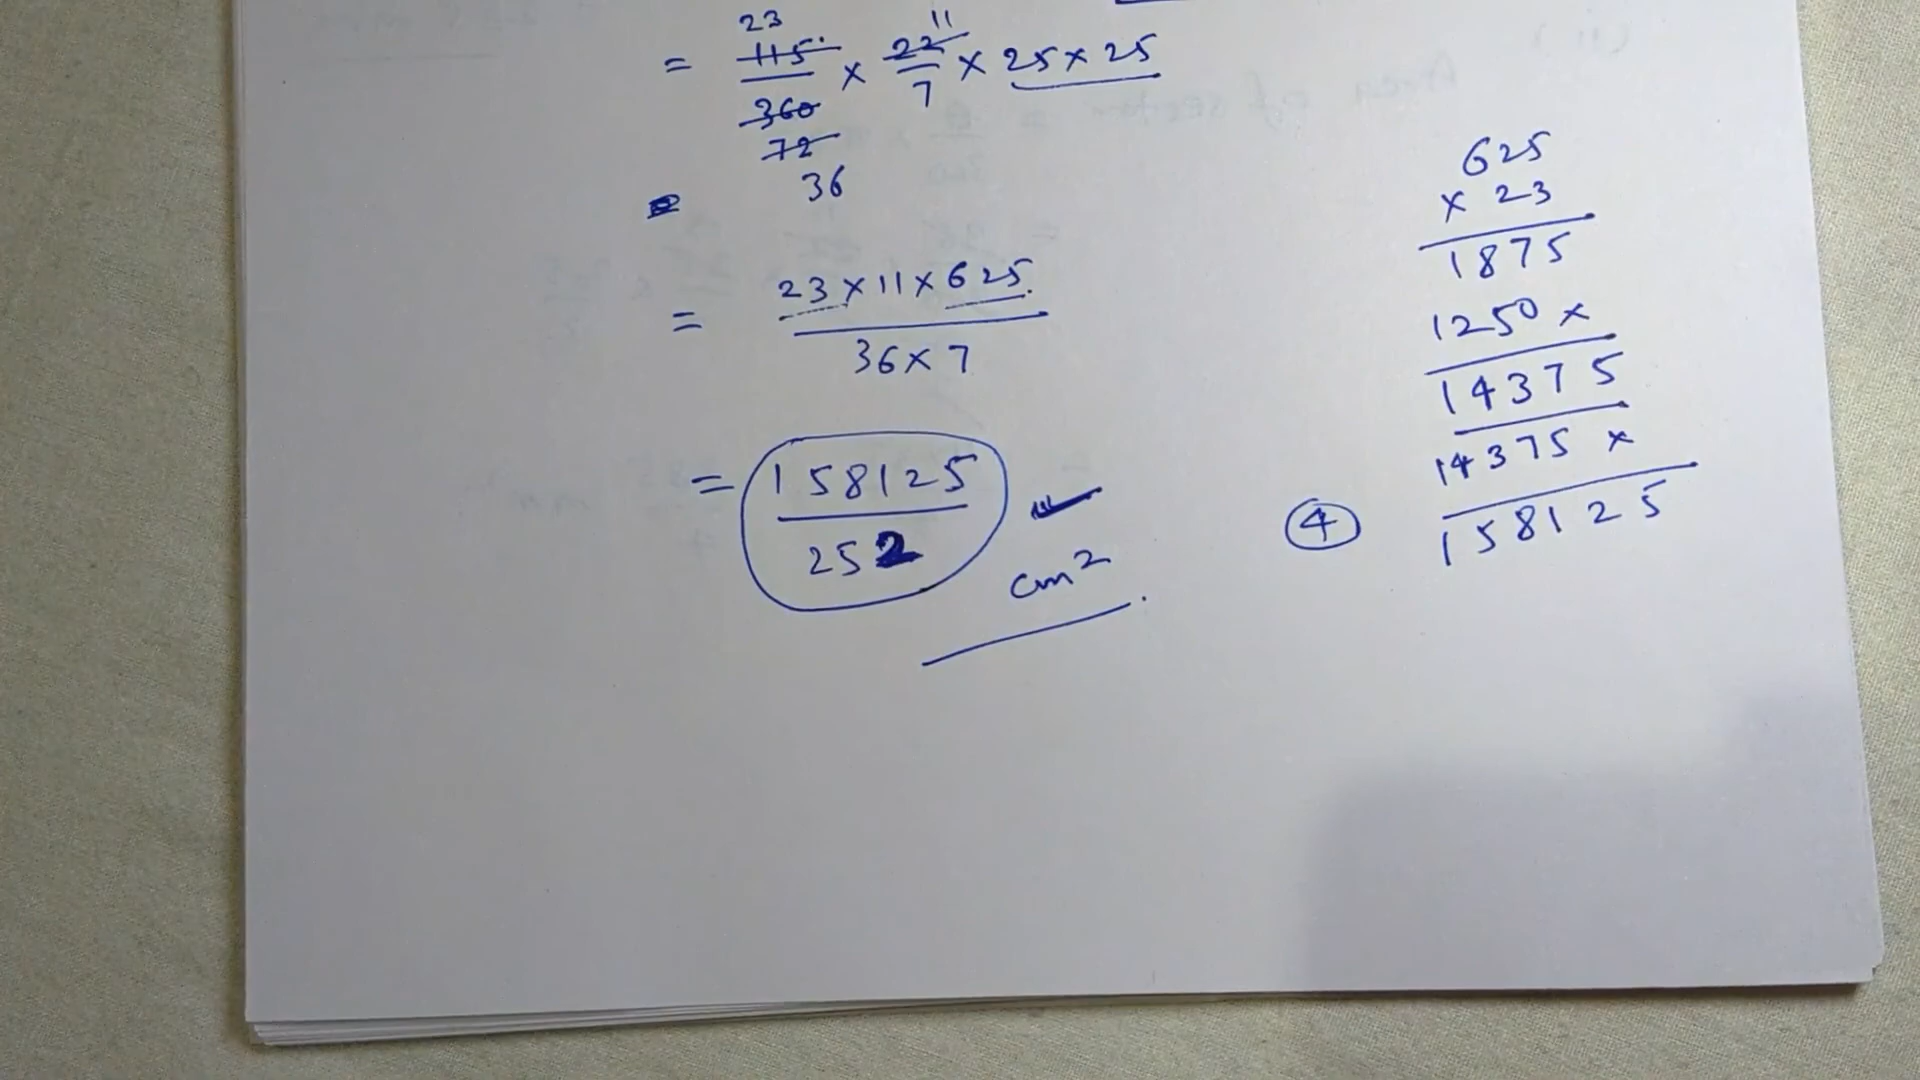 23 11
= 115/360 × 22/7 × 25 × 25
72
36
= 23 × 11 × 625 / 36 × 7
= 158125 / 252
cm²
625
× 23
1875
1250 ×
14375
14375 ×
④ 158125